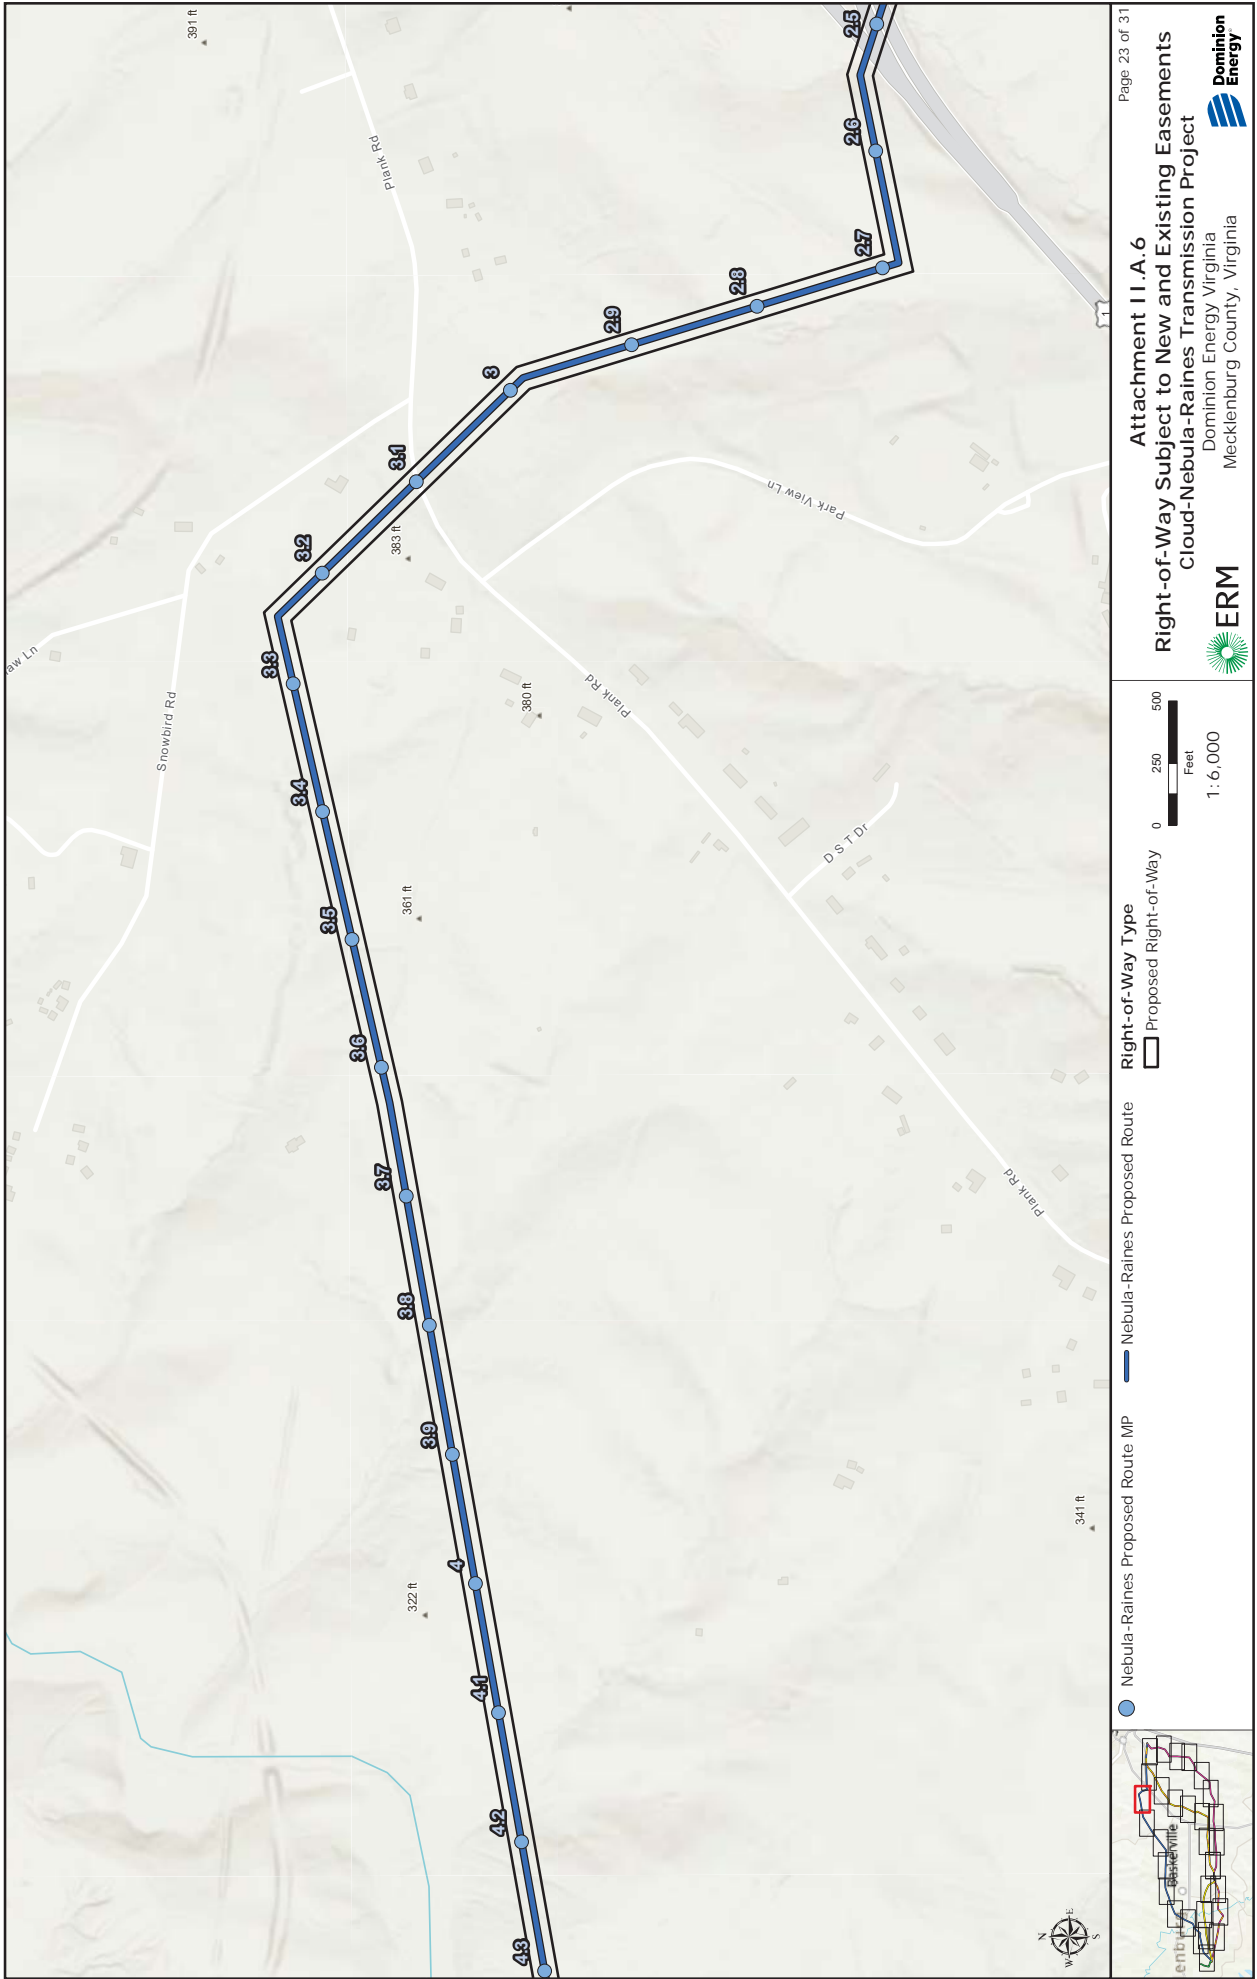 391 ft
Plank Rd
2.5
2.6
2.7
2.8
2.9
3
3.1
3.2
383 ft
Park View Ln
aw Ln
Snowbird Rd
3.3
3.4
3.5
3.6
3.7
3.8
3.9
4
4.1
4.2
4.3
380 ft
Plank Rd
D S T Dr
361 ft
Plank Rd
322 ft
341 ft
1
N
W
E
S
enburg
Baskerville
Nebula-Raines Proposed Route MP
Nebula-Raines Proposed Route
Right-of-Way Type
Proposed Right-of-Way
0 250 500
Feet
1:6,000
Page 23 of 31
Attachment II.A.6
Right-of-Way Subject to New and Existing Easements
Cloud-Nebula-Raines Transmission Project
Dominion Energy Virginia
Mecklenburg County, Virginia
ERM
Dominion
Energy®